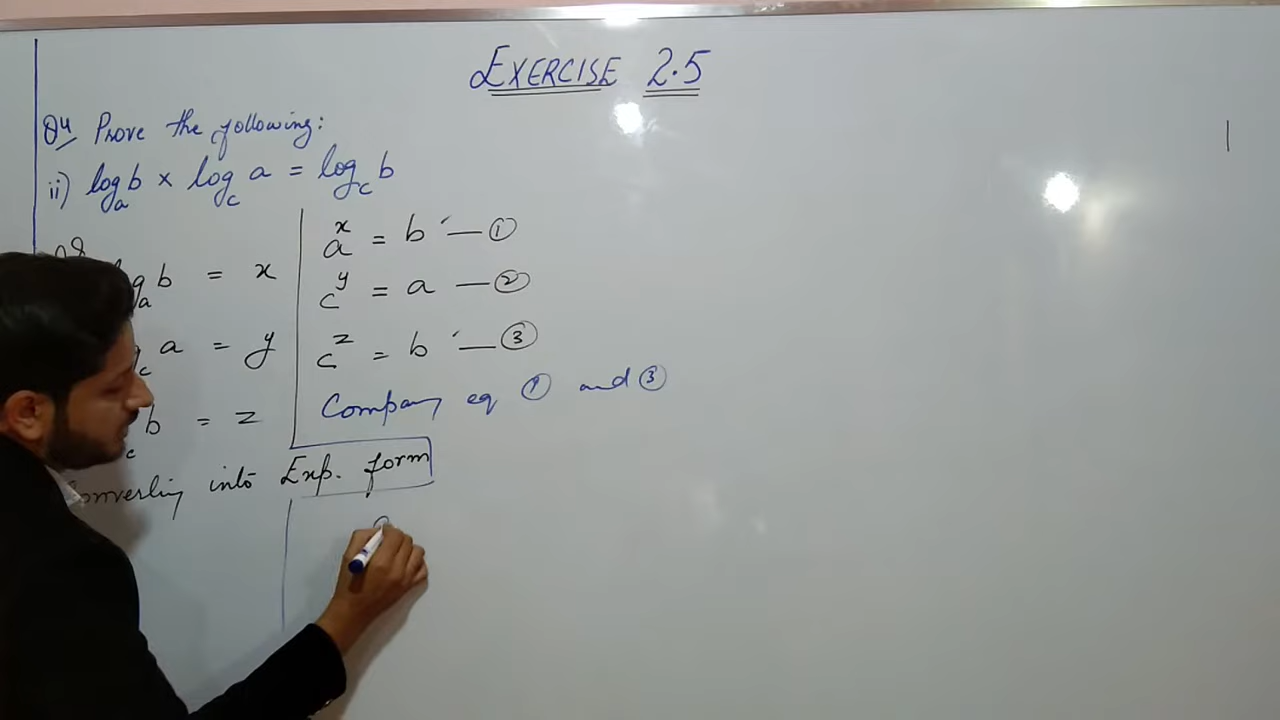 EXERCISE 2.5
Q4 Prove the following:
ii) log_a b × log_c a = log_c b
b = x
a
a = y
c
b = z
c
into Exp. form
a^x = b —①
c^y = a —②
c^z = b —③
Company eq ① and ③